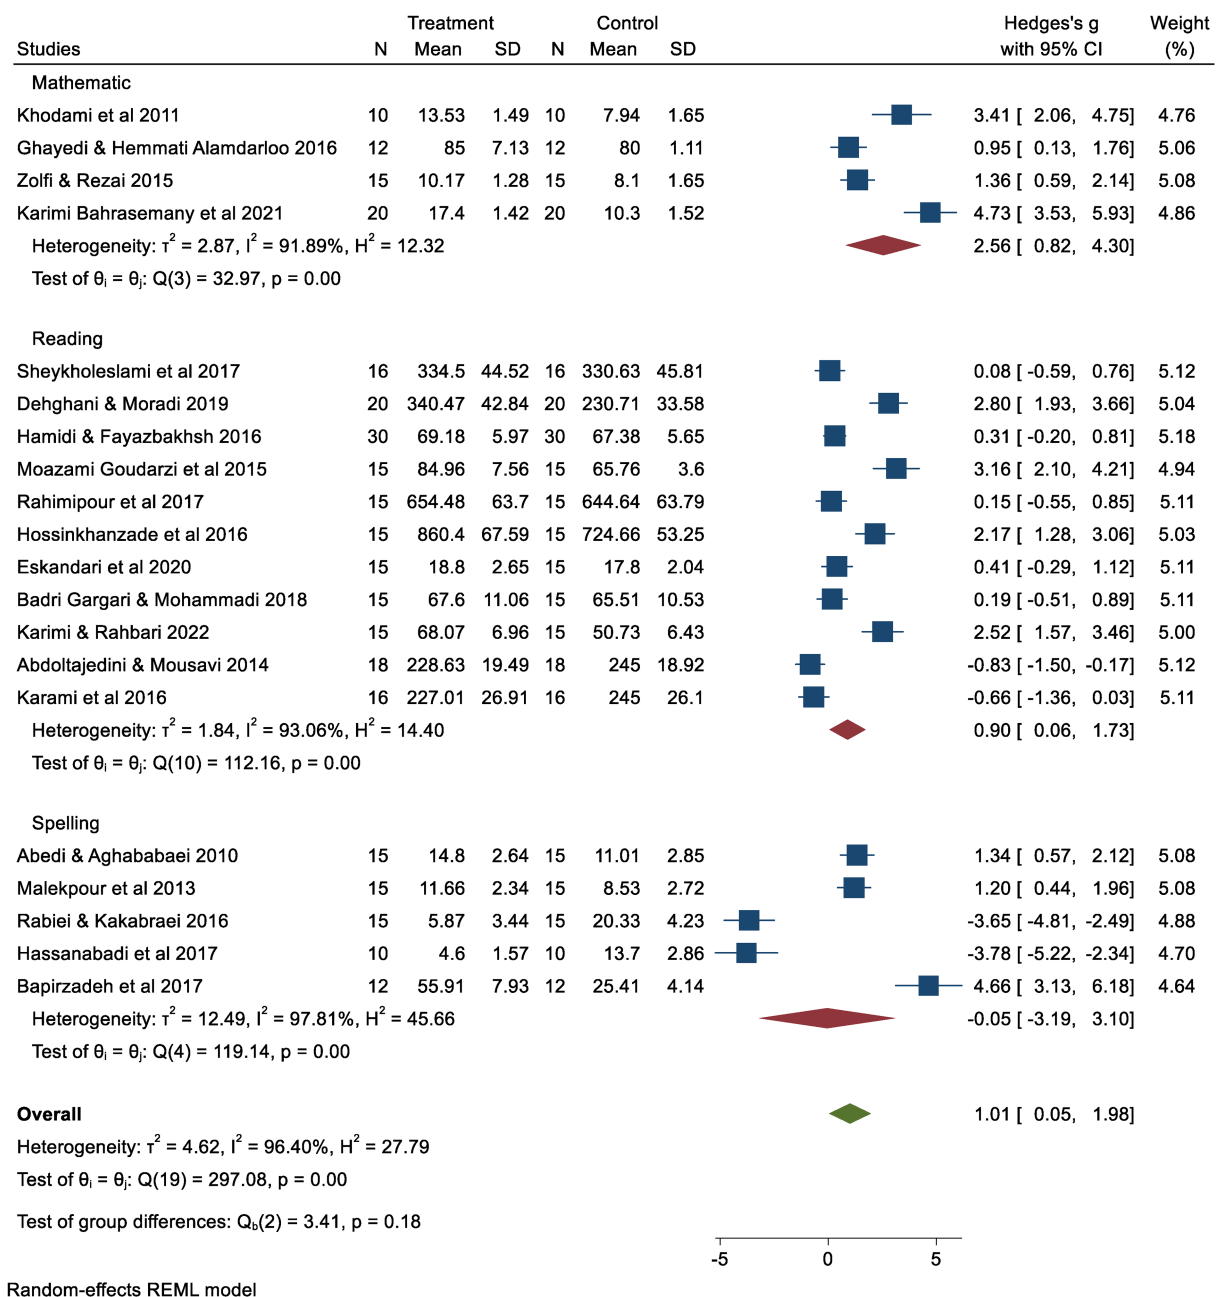 Treatment Control Hedges's g Weight
Studies N Mean SD N Mean SD with 95% CI (%)
Mathematic
Khodami et al 2011 10 13.53 1.49 10 7.94 1.65 3.41 [ 2.06, 4.75] 4.76
Ghayedi & Hemmati Alamdarloo 2016 12 85 7.13 12 80 1.11 0.95 [ 0.13, 1.76] 5.06
Zolfi & Rezai 2015 15 10.17 1.28 15 8.1 1.65 1.36 [ 0.59, 2.14] 5.08
Karimi Bahrasemany et al 2021 20 17.4 1.42 20 10.3 1.52 4.73 [ 3.53, 5.93] 4.86
Heterogeneity: τ² = 2.87, I² = 91.89%, H² = 12.32 2.56 [ 0.82, 4.30]
Test of θᵢ = θⱼ: Q(3) = 32.97, p = 0.00
Reading
Sheykholeslami et al 2017 16 334.5 44.52 16 330.63 45.81 0.08 [ -0.59, 0.76] 5.12
Dehghani & Moradi 2019 20 340.47 42.84 20 230.71 33.58 2.80 [ 1.93, 3.66] 5.04
Hamidi & Fayazbakhsh 2016 30 69.18 5.97 30 67.38 5.65 0.31 [ -0.20, 0.81] 5.18
Moazami Goudarzi et al 2015 15 84.96 7.56 15 65.76 3.6 3.16 [ 2.10, 4.21] 4.94
Rahimipour et al 2017 15 654.48 63.7 15 644.64 63.79 0.15 [ -0.55, 0.85] 5.11
Hossinkhanzade et al 2016 15 860.4 67.59 15 724.66 53.25 2.17 [ 1.28, 3.06] 5.03
Eskandari et al 2020 15 18.8 2.65 15 17.8 2.04 0.41 [ -0.29, 1.12] 5.11
Badri Gargari & Mohammadi 2018 15 67.6 11.06 15 65.51 10.53 0.19 [ -0.51, 0.89] 5.11
Karimi & Rahbari 2022 15 68.07 6.96 15 50.73 6.43 2.52 [ 1.57, 3.46] 5.00
Abdoltajedini & Mousavi 2014 18 228.63 19.49 18 245 18.92 -0.83 [ -1.50, -0.17] 5.12
Karami et al 2016 16 227.01 26.91 16 245 26.1 -0.66 [ -1.36, 0.03] 5.11
Heterogeneity: τ² = 1.84, I² = 93.06%, H² = 14.40 0.90 [ 0.06, 1.73]
Test of θᵢ = θⱼ: Q(10) = 112.16, p = 0.00
Spelling
Abedi & Aghababaei 2010 15 14.8 2.64 15 11.01 2.85 1.34 [ 0.57, 2.12] 5.08
Malekpour et al 2013 15 11.66 2.34 15 8.53 2.72 1.20 [ 0.44, 1.96] 5.08
Rabiei & Kakabraei 2016 15 5.87 3.44 15 20.33 4.23 -3.65 [ -4.81, -2.49] 4.88
Hassanabadi et al 2017 10 4.6 1.57 10 13.7 2.86 -3.78 [ -5.22, -2.34] 4.70
Bapirzadeh et al 2017 12 55.91 7.93 12 25.41 4.14 4.66 [ 3.13, 6.18] 4.64
Heterogeneity: τ² = 12.49, I² = 97.81%, H² = 45.66 -0.05 [ -3.19, 3.10]
Test of θᵢ = θⱼ: Q(4) = 119.14, p = 0.00
Overall 1.01 [ 0.05, 1.98]
Heterogeneity: τ² = 4.62, I² = 96.40%, H² = 27.79
Test of θᵢ = θⱼ: Q(19) = 297.08, p = 0.00
Test of group differences: Q_b(2) = 3.41, p = 0.18
-5 0 5
Random-effects REML model